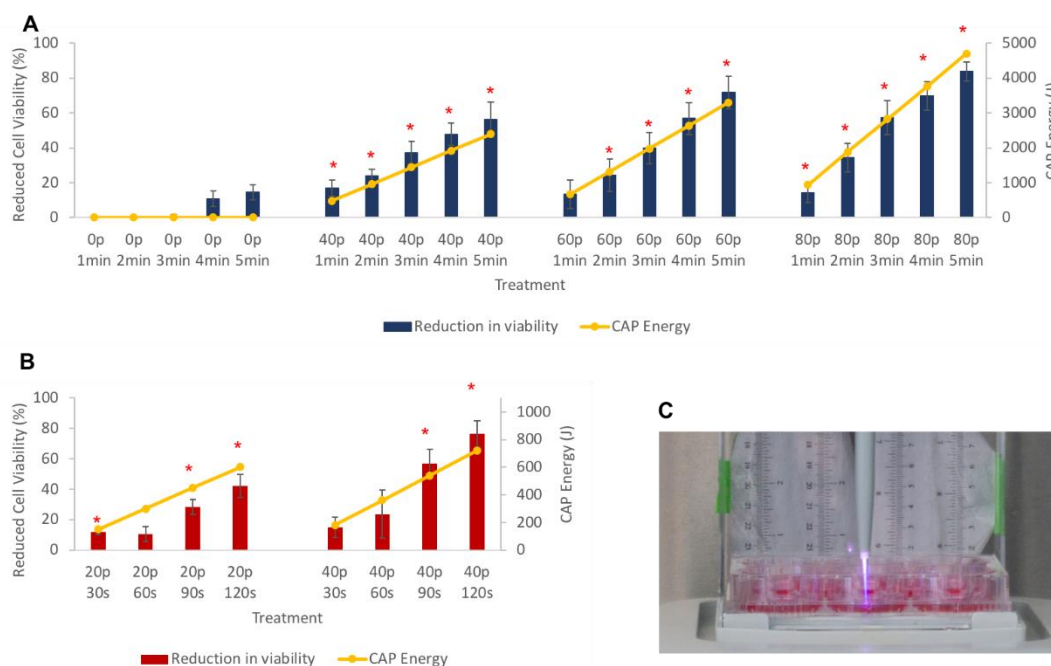 A
Reduced Cell Viability (%)
100
80
60
40
20
0
5000
4000
3000
2000
1000
0
CAP Energy (J)
* * * * * * * * * * * * * *
0p 0p 0p 0p 0p 40p 40p 40p 40p 40p 60p 60p 60p 60p 60p 80p 80p 80p 80p 80p
1min 2min 3min 4min 5min 1min 2min 3min 4min 5min 1min 2min 3min 4min 5min 1min 2min 3min 4min 5min
Treatment
Reduction in viability CAP Energy
B
Reduced Cell Viability (%)
100
80
60
40
20
0
1000
800
600
400
200
0
CAP Energy (J)
* * * * *
20p 20p 20p 20p 40p 40p 40p 40p
30s 60s 90s 120s 30s 60s 90s 120s
Treatment
Reduction in viability CAP Energy
C